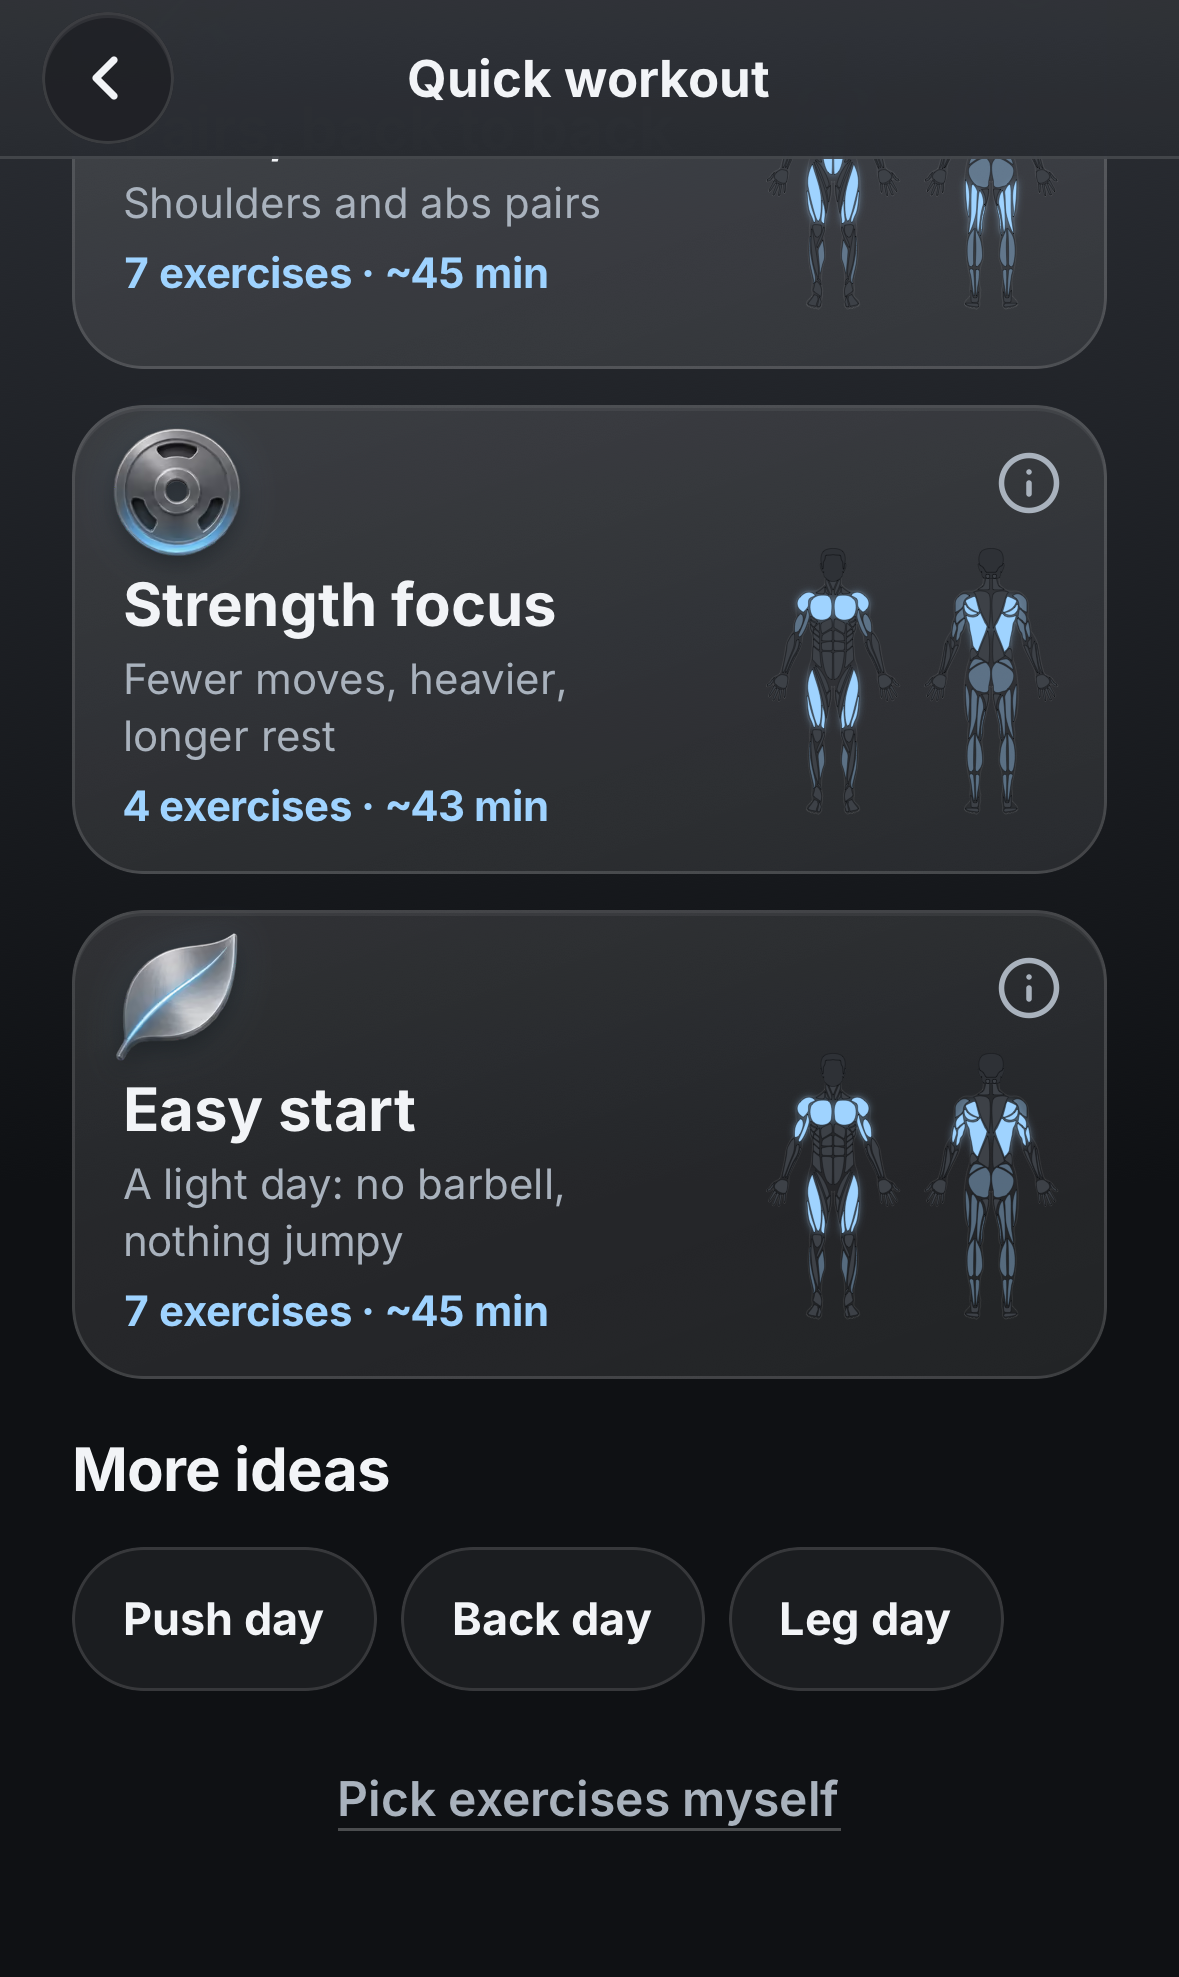 Quick workout
Shoulders and abs pairs
7 exercises · ~45 min
Strength focus
Fewer moves, heavier,
longer rest
4 exercises · ~43 min
Easy start
A light day: no barbell,
nothing jumpy
7 exercises · ~45 min
More ideas
Push day
Back day
Leg day
Pick exercises myself